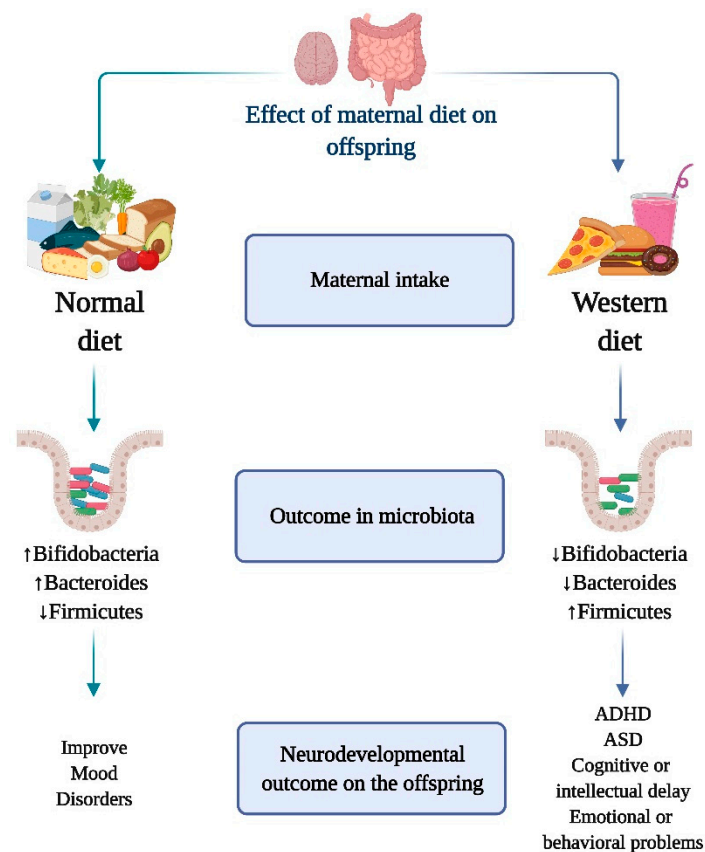 Effect of maternal diet on
offspring
Maternal intake
Normal
diet
Western
diet
Outcome in microbiota
↑Bifidobacteria
↑Bacteroides
↓Firmicutes
↓Bifidobacteria
↓Bacteroides
↑Firmicutes
Improve
Mood
Disorders
Neurodevelopmental
outcome on the offspring
ADHD
ASD
Cognitive or
intellectual delay
Emotional or
behavioral problems